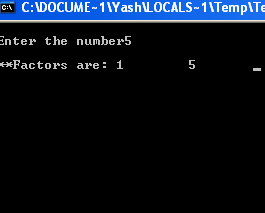 C:\DOCUME~1\Yash\LOCALS~1\Temp\Te
Enter the number5
**Factors are: 1 5 _